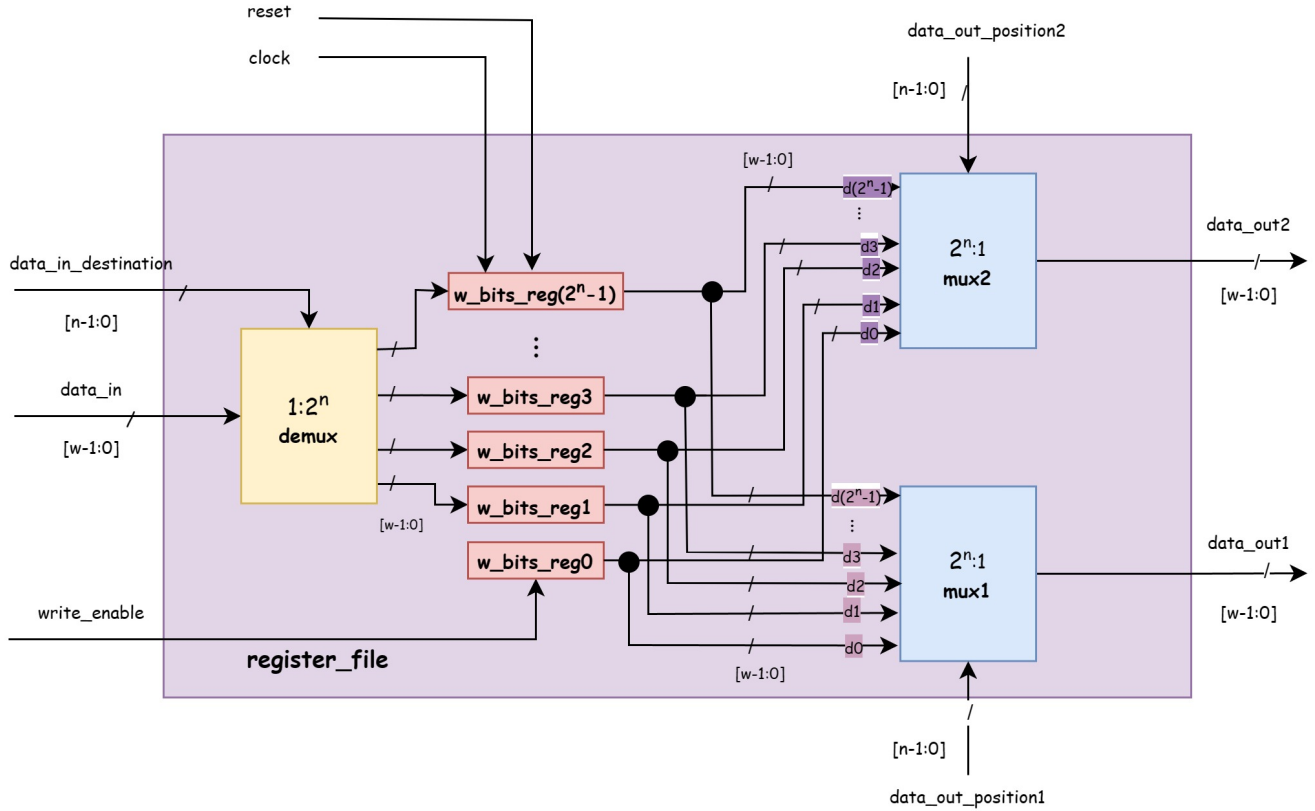 reset
data_out_position2
clock
[n-1:0]
[w-1:0]
d(2ⁿ-1)
⋮
data_out2
data_in_destination
d3
2ⁿ:1
mux2
d2
w_bits_reg(2ⁿ-1)
[w-1:0]
[n-1:0]
d1
d0
⋮
data_in
w_bits_reg3
1:2ⁿ
demux
[w-1:0]
w_bits_reg2
w_bits_reg1
d(2ⁿ-1)
[w-1:0]
⋮
data_out1
w_bits_reg0
d3
2ⁿ:1
mux1
d2
write_enable
d1
[w-1:0]
d0
register_file
[w-1:0]
[n-1:0]
data_out_position1